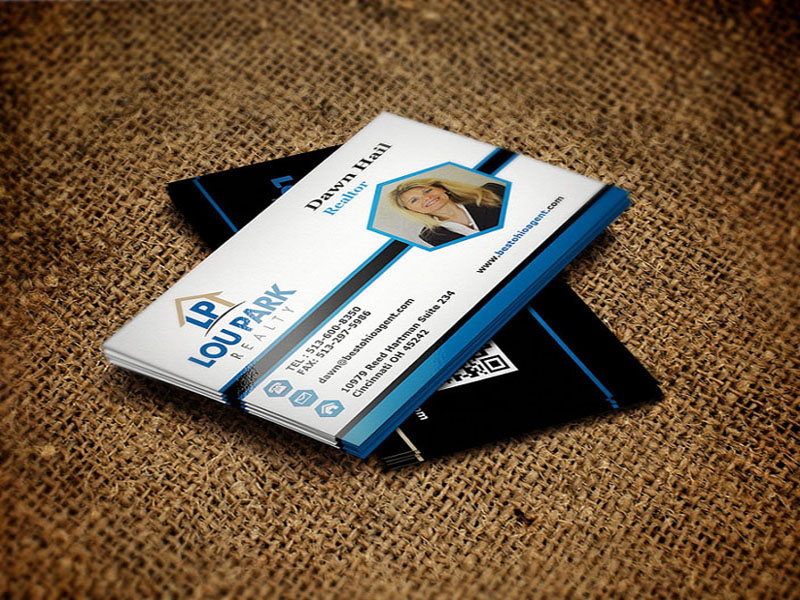 Dawn Hail
Realtor
www.bestohioagent.com
LP
LOU PARK
REALTY
TEL : 513-600-8350
FAX: 513-297-5986
dawn@bestohioagent.com
10979 Reed Hartman Suite 234
Cincinnati OH 45242